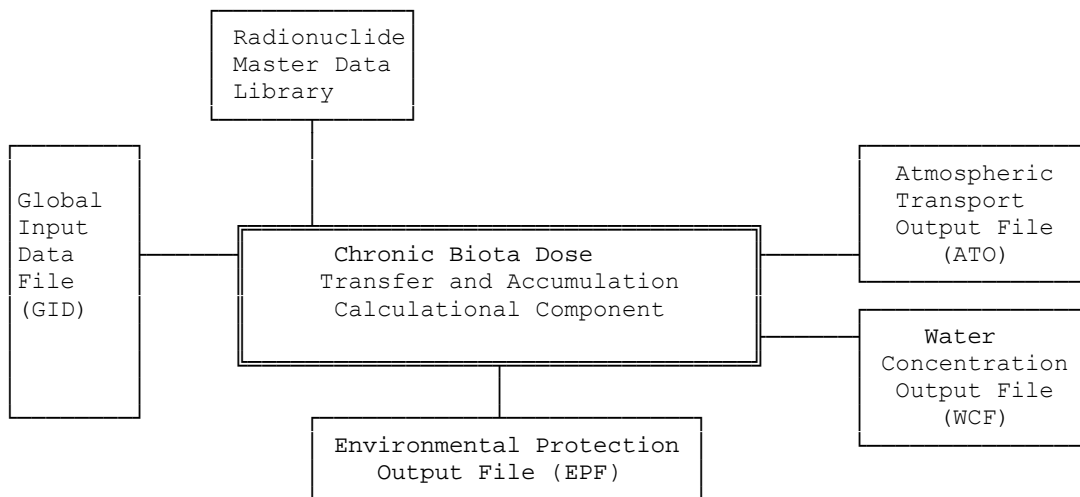 Radionuclide
Master Data
Library
Global
Input
Data
File
(GID)
Chronic Biota Dose
Transfer and Accumulation
Calculational Component
Atmospheric
Transport
Output File
(ATO)
Water
Concentration
Output File
(WCF)
Environmental Protection
Output File (EPF)